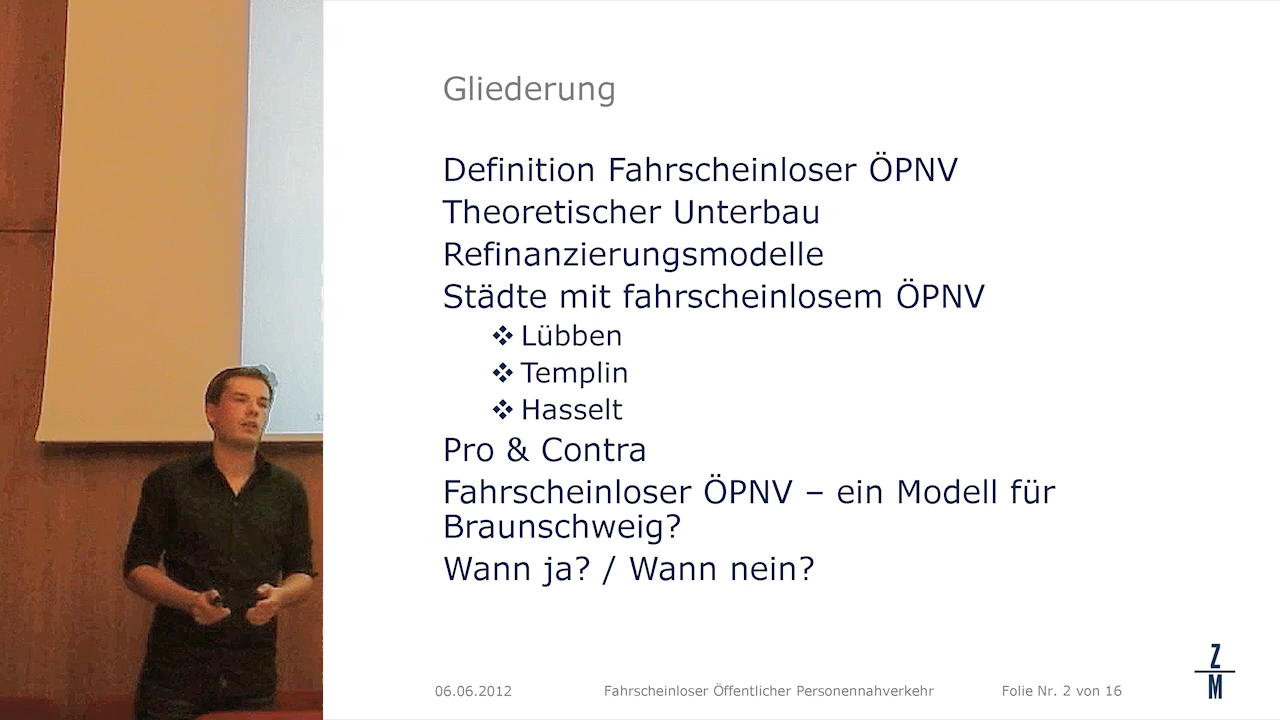 Gliederung
Definition Fahrscheinloser ÖPNV
Theoretischer Unterbau
Refinanzierungsmodelle
Städte mit fahrscheinlosem ÖPNV
❖ Lübben
❖ Templin
❖ Hasselt
Pro & Contra
Fahrscheinloser ÖPNV – ein Modell für
Braunschweig?
Wann ja? / Wann nein?
06.06.2012 Fahrscheinloser Öffentlicher Personennahverkehr Folie Nr. 2 von 16
Z
M